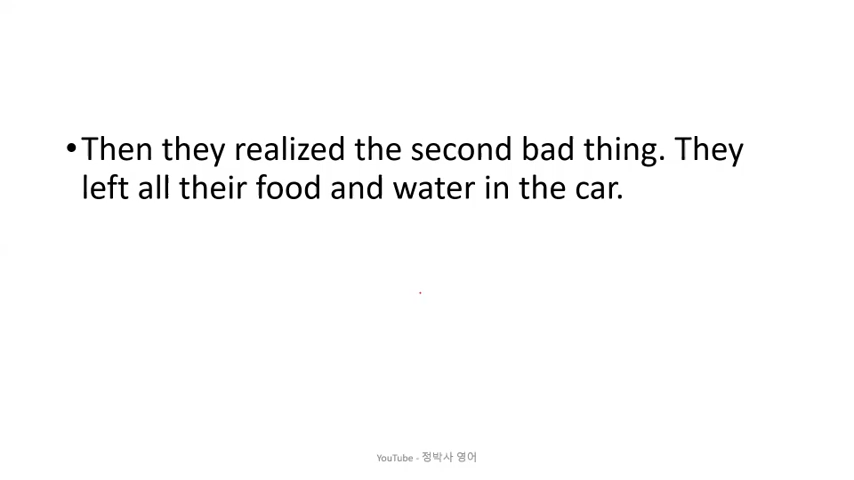 •Then they realized the second bad thing. They
left all their food and water in the car.
YouTube - 정박사 영어